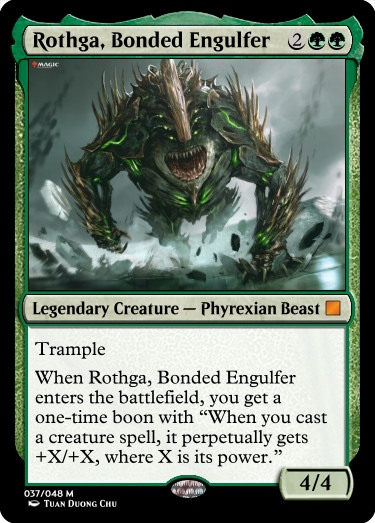 Rothga, Bonded Engulfer 2
MAGIC
Legendary Creature — Phyrexian Beast
Trample
When Rothga, Bonded Engulfer
enters the battlefield, you get a
one-time boon with “When you cast
a creature spell, it perpetually gets
+X/+X, where X is its power.”
4/4
037/048 M
Tuan Duong Chu